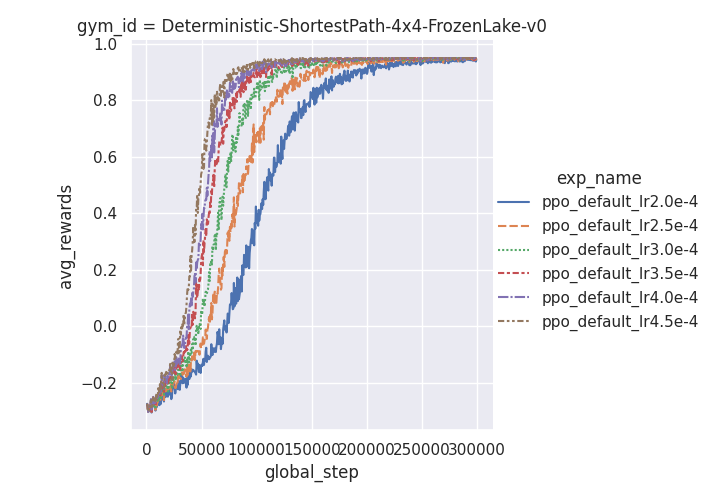 gym_id = Deterministic-ShortestPath-4x4-FrozenLake-v0
1.0
0.8
0.6
0.4
0.2
0.0
−0.2
avg_rewards
0 50000 100000 150000 200000 250000 300000
global_step
exp_name
ppo_default_lr2.0e-4
ppo_default_lr2.5e-4
ppo_default_lr3.0e-4
ppo_default_lr3.5e-4
ppo_default_lr4.0e-4
ppo_default_lr4.5e-4